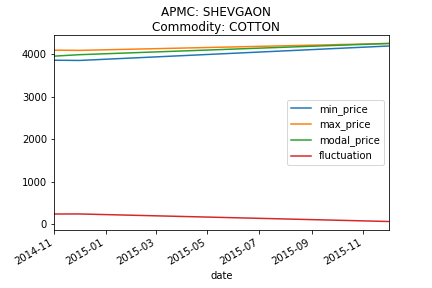 APMC: SHEVGAON
Commodity: COTTON
4000
3000
2000
1000
0
min_price
max_price
modal_price
fluctuation
2014-11
2015-01
2015-03
2015-05
2015-07
2015-09
2015-11
date